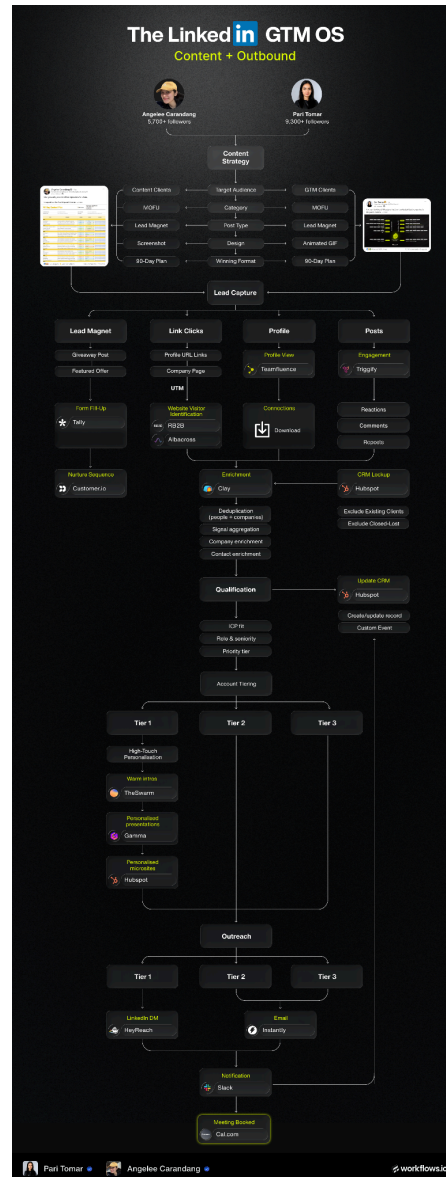 The Linked in GTM OS
Content + Outbound
Angelee Carandang
5,700+ followers
Pari Tomar
9,300+ followers
Content
Strategy
Content Clients
Target Audience
GTM Clients
MOFU
Category
MOFU
Lead Magnet
Post Type
Lead Magnet
Screenshot
Design
Animated GIF
90-Day Plan
Winning Format
90-Day Plan
Lead Capture
Lead Magnet
Link Clicks
Profile
Posts
Giveaway Post
Featured Offer
Profile URL Links
Company Page
Profile View
Teamfluence
Engagement
Triggify
UTM
Form Fill-Up
Tally
Website Visitor
Identification
RB2B
Albacross
Connections
Download
Reactions
Comments
Reposts
Nurture Sequence
Customer.io
Enrichment
Clay
CRM Lookup
Hubspot
Deduplication
(people + companies)
Signal aggregation
Company enrichment
Contact enrichment
Exclude Existing Clients
Exclude Closed-Lost
Qualification
Update CRM
Hubspot
ICP fit
Role & seniority
Priority tier
Create/update record
Custom Event
Account Tiering
Tier 1
Tier 2
Tier 3
High-Touch
Personalisation
Warm intros
TheSwarm
Personalised
presentations
Gamma
Personalised
microsites
Hubspot
Outreach
Tier 1
Tier 2
Tier 3
LinkedIn DM
HeyReach
Email
Instantly
Notification
Slack
Meeting Booked
Cal.com
Pari Tomar
Angelee Carandang
workflows.io